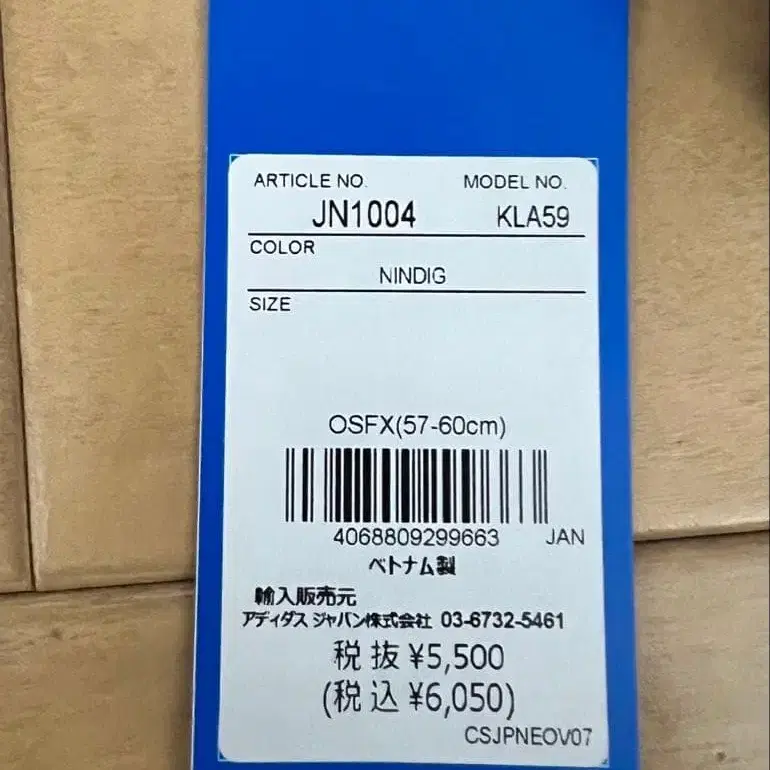 ARTICLE NO. MODEL NO.
JN1004 KLA59
COLOR
NINDIG
SIZE
OSFX(57-60cm)
4068809299663 JAN
ベトナム製
輸入販売元
アディダス ジャパン株式会社 03-6732-5461
税 抜 ¥5,500
(税 込 ¥6,050)
CSJPNEOV07